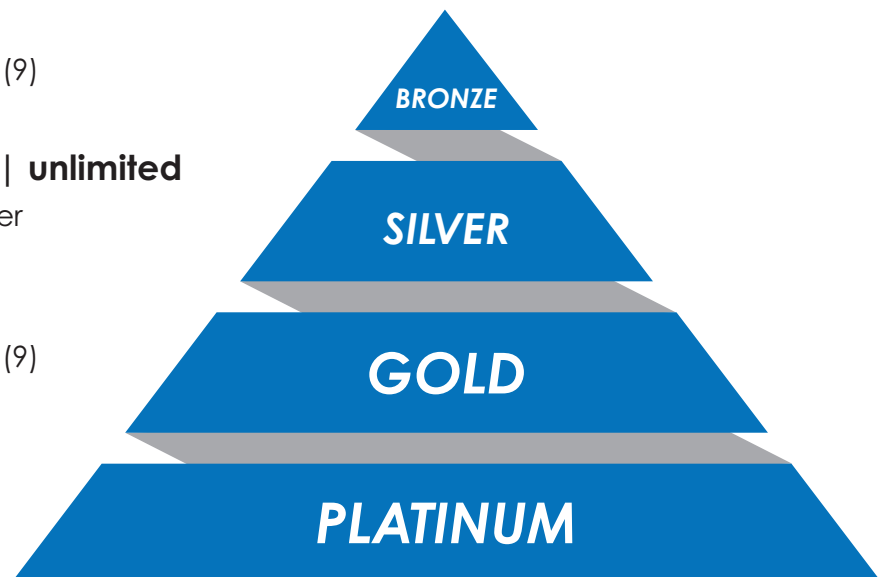 (9)
BRONZE
| unlimited
er
SILVER
(9)
GOLD
PLATINUM